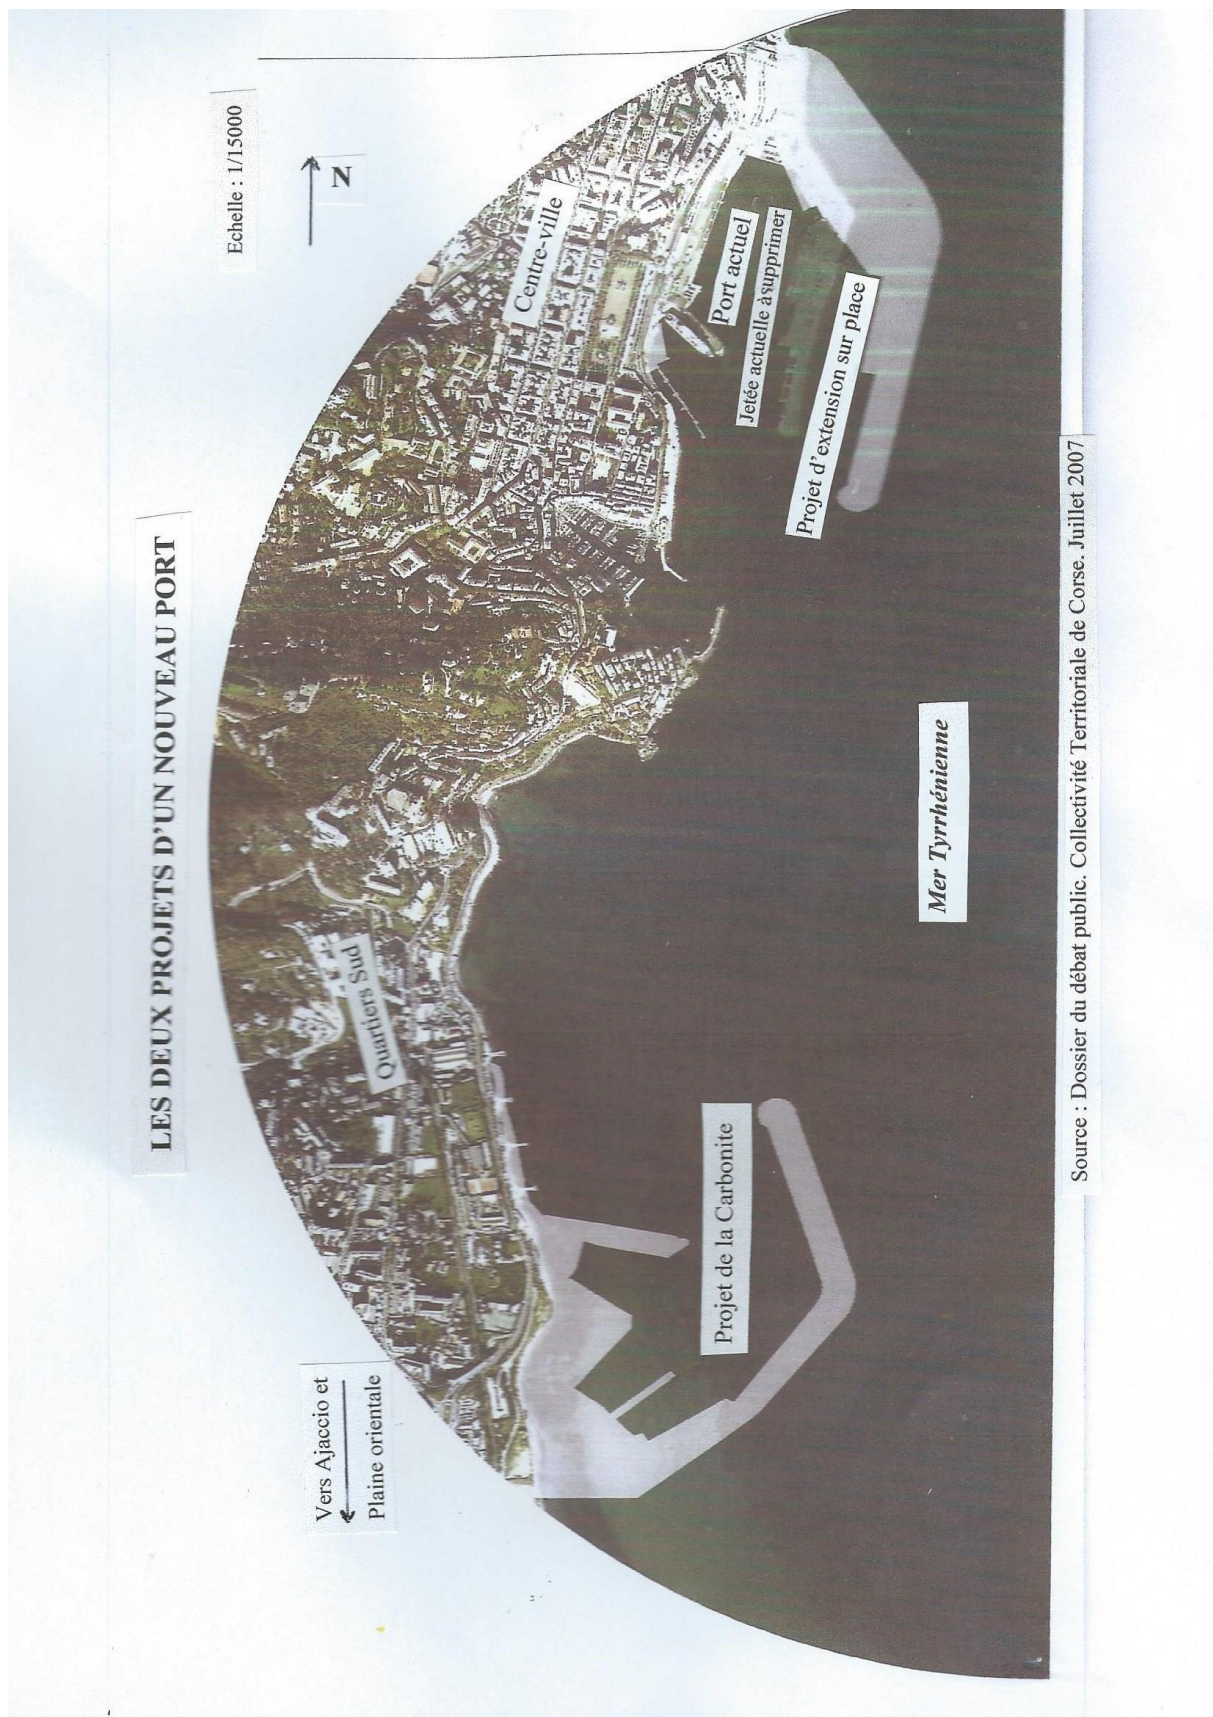 LES DEUX PROJETS D'UN NOUVEAU PORT
Echelle : 1/15000
N
Vers Ajaccio et
Plaine orientale
Centre-ville
Quartiers Sud
Port actuel
Jetée actuelle à supprimer
Projet d'extension sur place
Projet de la Carbonite
Mer Tyrrhénienne
Source : Dossier du débat public. Collectivité Territoriale de Corse. Juillet 2007